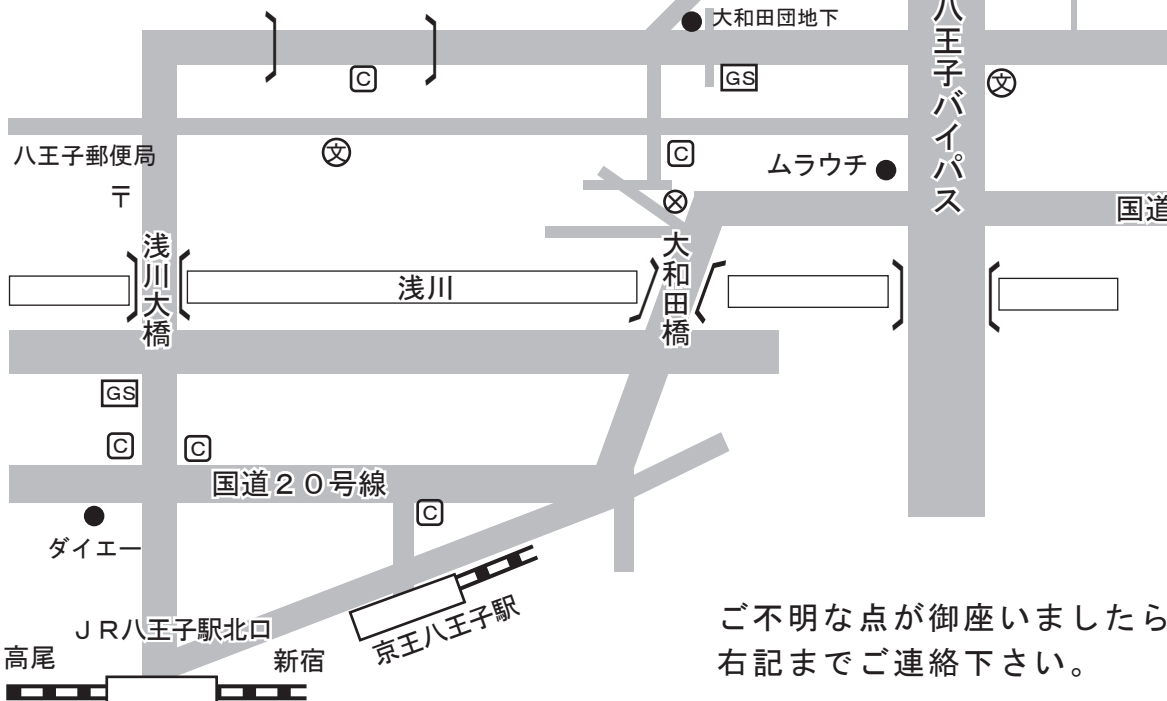 大和田団地下
八王子バイパス
C
GS
文
八王子郵便局
〒
文
C
ムラウチ
国道
浅川大橋
浅川
大和田橋
GS
C
C
国道20号線
C
ダイエー
JR八王子駅北口
京王八王子駅
高尾
新宿
ご不明な点が御座いましたら
右記までご連絡下さい。